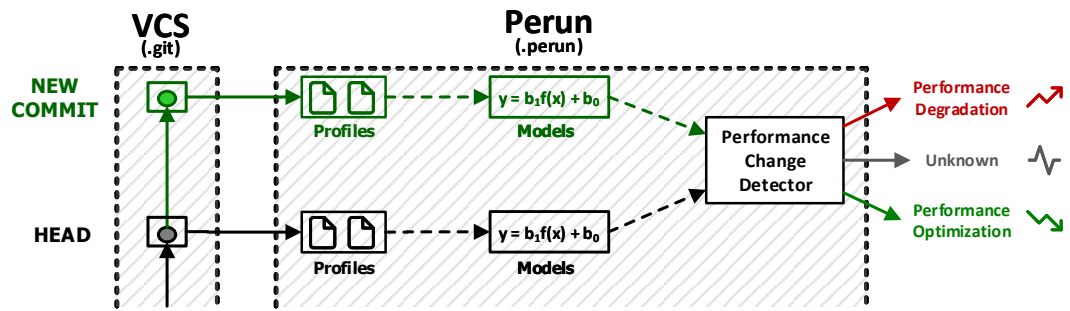 VCS
(.git)
Perun
(.perun)
NEW
COMMIT
y = b₁f(x) + b₀
Profiles
Models
Performance
Degradation
Performance
Change
Detector
Unknown
HEAD
y = b₁f(x) + b₀
Profiles
Models
Performance
Optimization